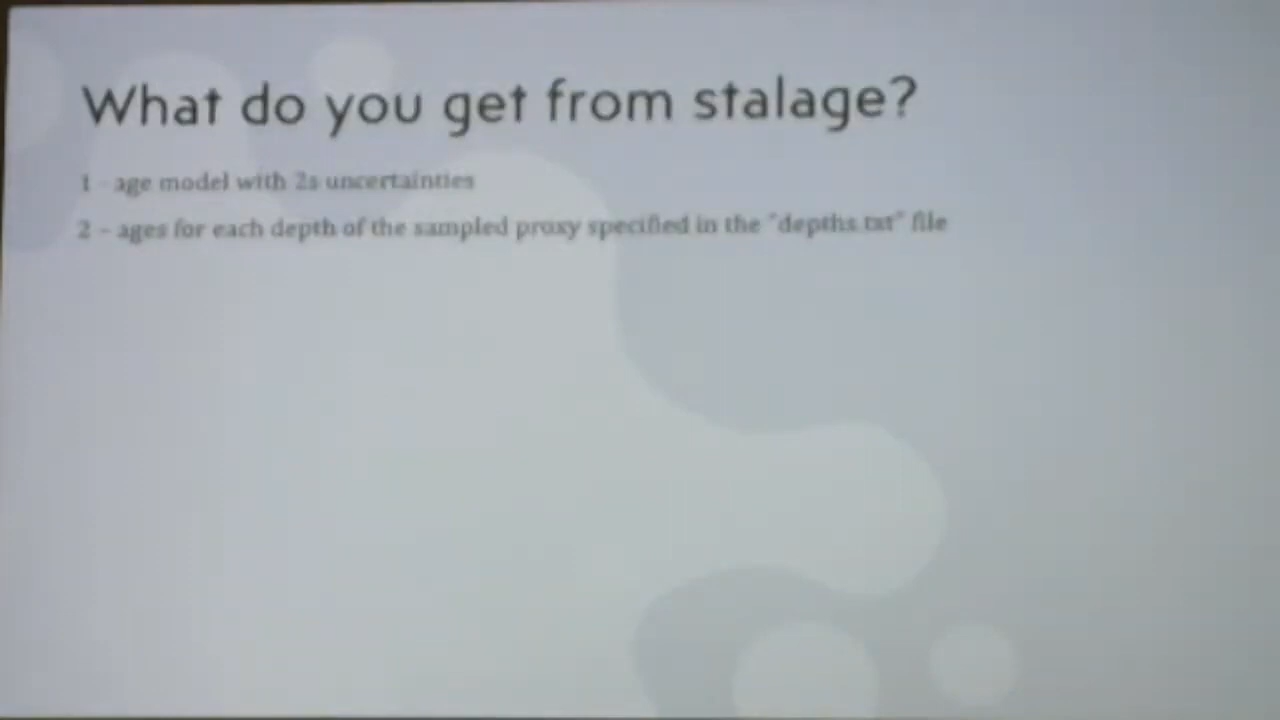 What do you get from stalage?
1 - age model with 2s uncertainties
2 - ages for each depth of the sampled proxy specified in the "depths.txt" file